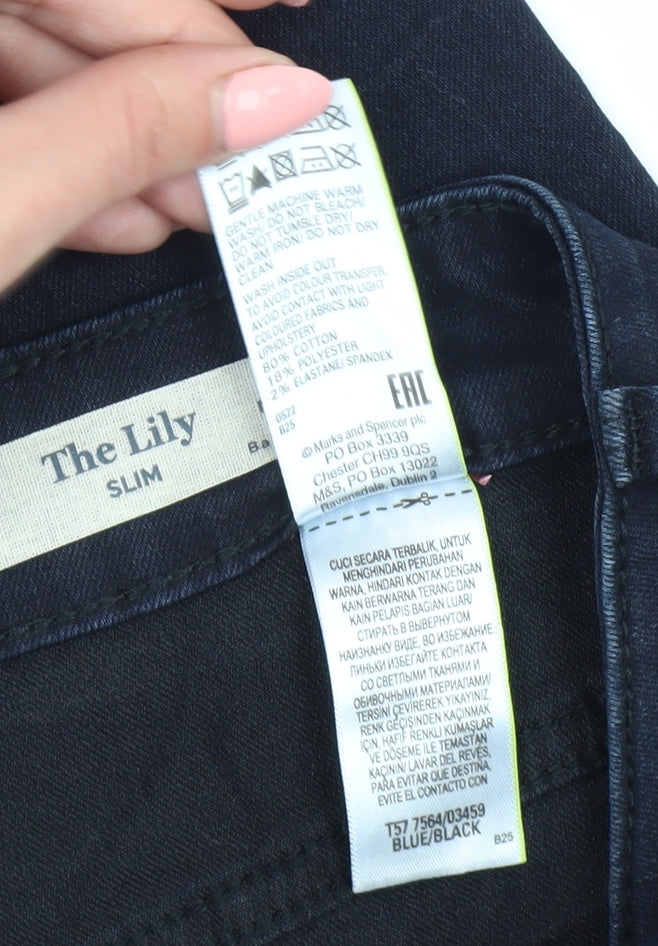 GENTLE MACHINE WARM
WASH/ DO NOT BLEACH/
DO NOT TUMBLE DRY/
WARM IRON/ DO NOT DRY
CLEAN
WASH INSIDE OUT
TO AVOID COLOUR TRANSFER,
AVOID CONTACT WITH LIGHT
COLOURED FABRICS AND
UPHOLSTERY
80% COTTON
18% POLYESTER
2% ELASTANE/ SPANDEX
0522
B25
EAC
© Marks and Spencer plc
PO Box 3339
Chester CH99 9QS
M&S, PO Box 13022
Ravensdale, Dublin 2
The Lily
SLIM
CUCI SECARA TERBALIK, UNTUK
MENGHINDARI PERUBAHAN
WARNA, HINDARI KONTAK DENGAN
KAIN BERWARNA TERANG DAN
KAIN PELAPIS BAGIAN LUAR/
СТИРАТЬ В ВЫВЕРНУТОМ
НАИЗНАНКУ ВИДЕ, ВО ИЗБЕЖАНИЕ
ЛИНЬКИ ИЗБЕГАЙТЕ КОНТАКТА
СО СВЕТЛЫМИ ТКАНЯМИ И
ОБИВОЧНЫМИ МАТЕРИАЛАМИ/
TERSİNİ ÇEVİREREK YIKAYINIZ,
RENK GEÇİŞİNDEN KAÇINMAK
İÇİN, HAFİF RENKLİ KUMAŞLAR
VE DÖŞEME İLE TEMASTAN
KAÇININ/ LAVAR DEL REVÉS,
PARA EVITAR QUE DESTIÑA,
EVITE EL CONTACTO CON
T57 7564/03459
BLUE/BLACK
B25